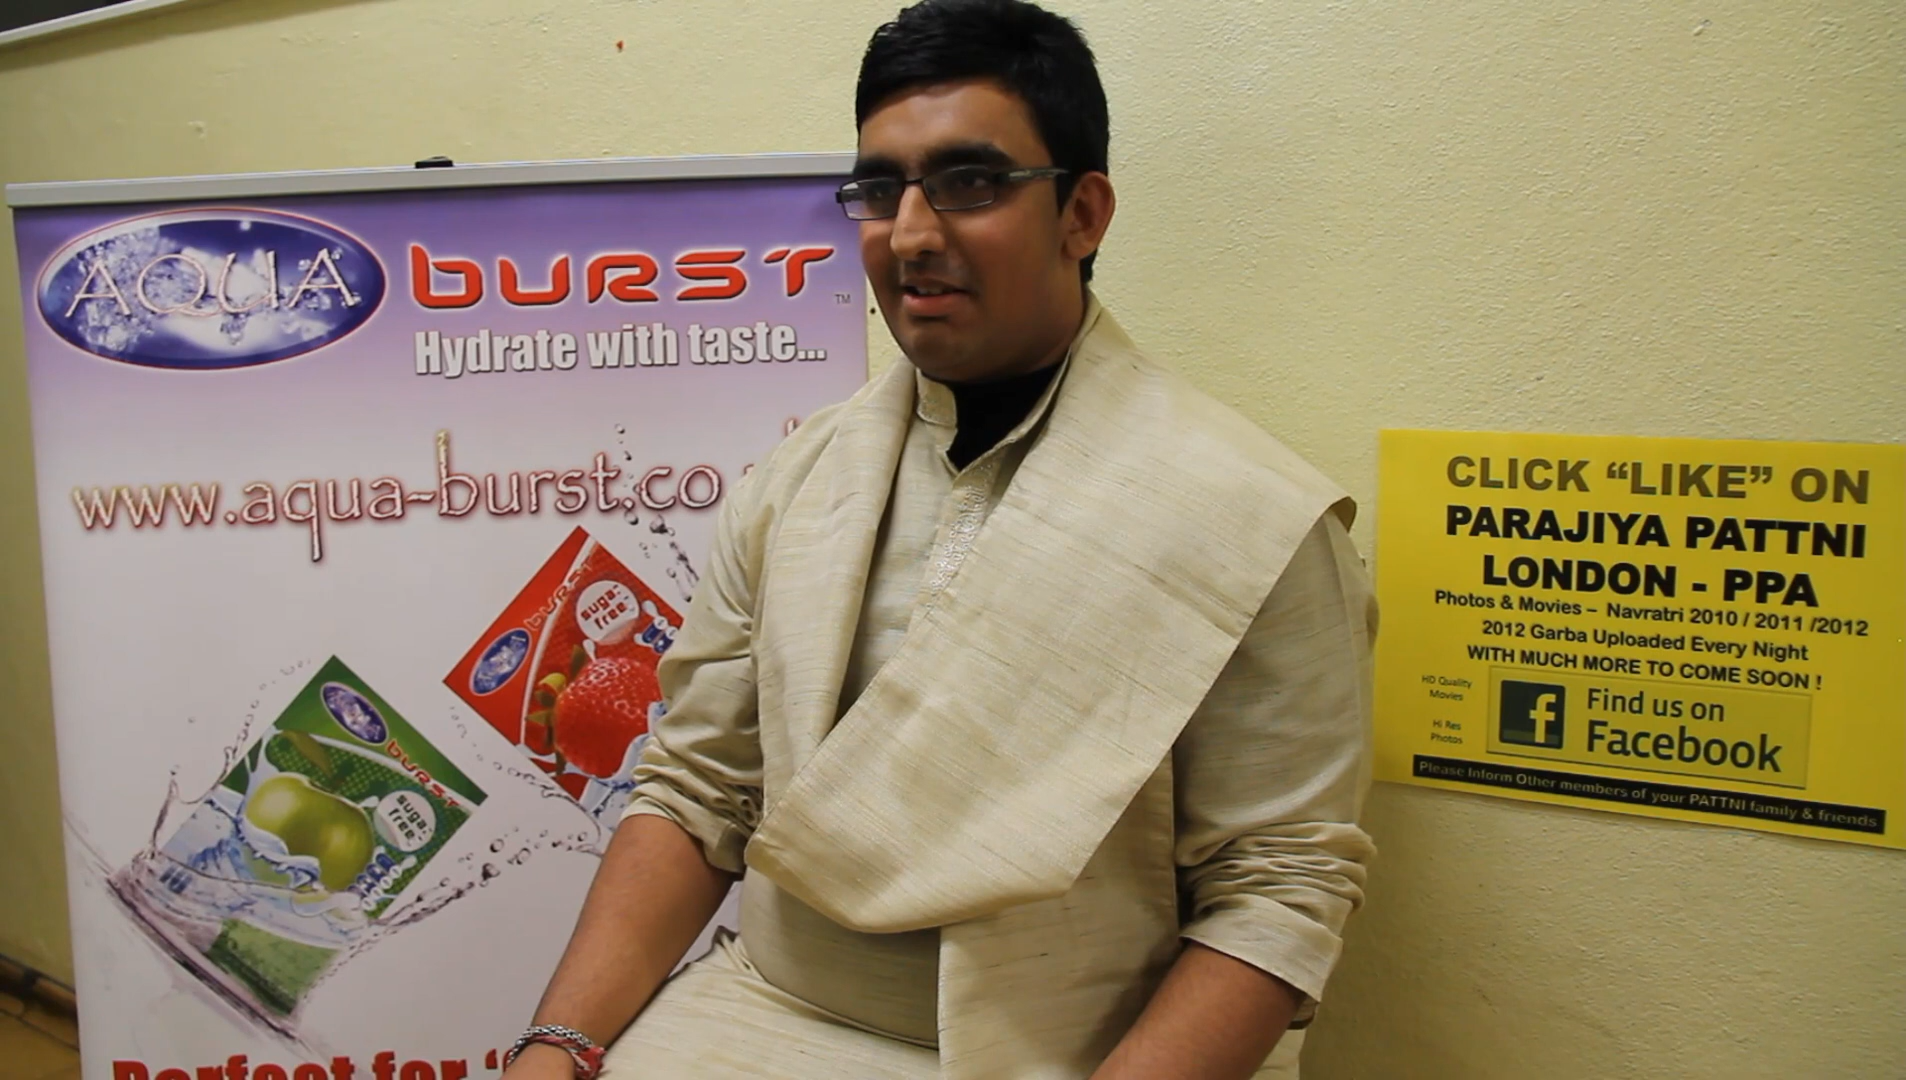 AQUA
BURST
TM
Hydrate with taste...
www.aqua-burst.co
burst
suga
free
burst
sugar
free
Perfect for
CLICK “LIKE” ON
PARAJIYA PATTNI
LONDON - PPA
Photos & Movies – Navratri 2010 / 2011 /2012
2012 Garba Uploaded Every Night
WITH MUCH MORE TO COME SOON !
HD Quality
Movies
Hi Res
Photos
f Find us on
Facebook
Please Inform Other members of your PATTNI family & friends